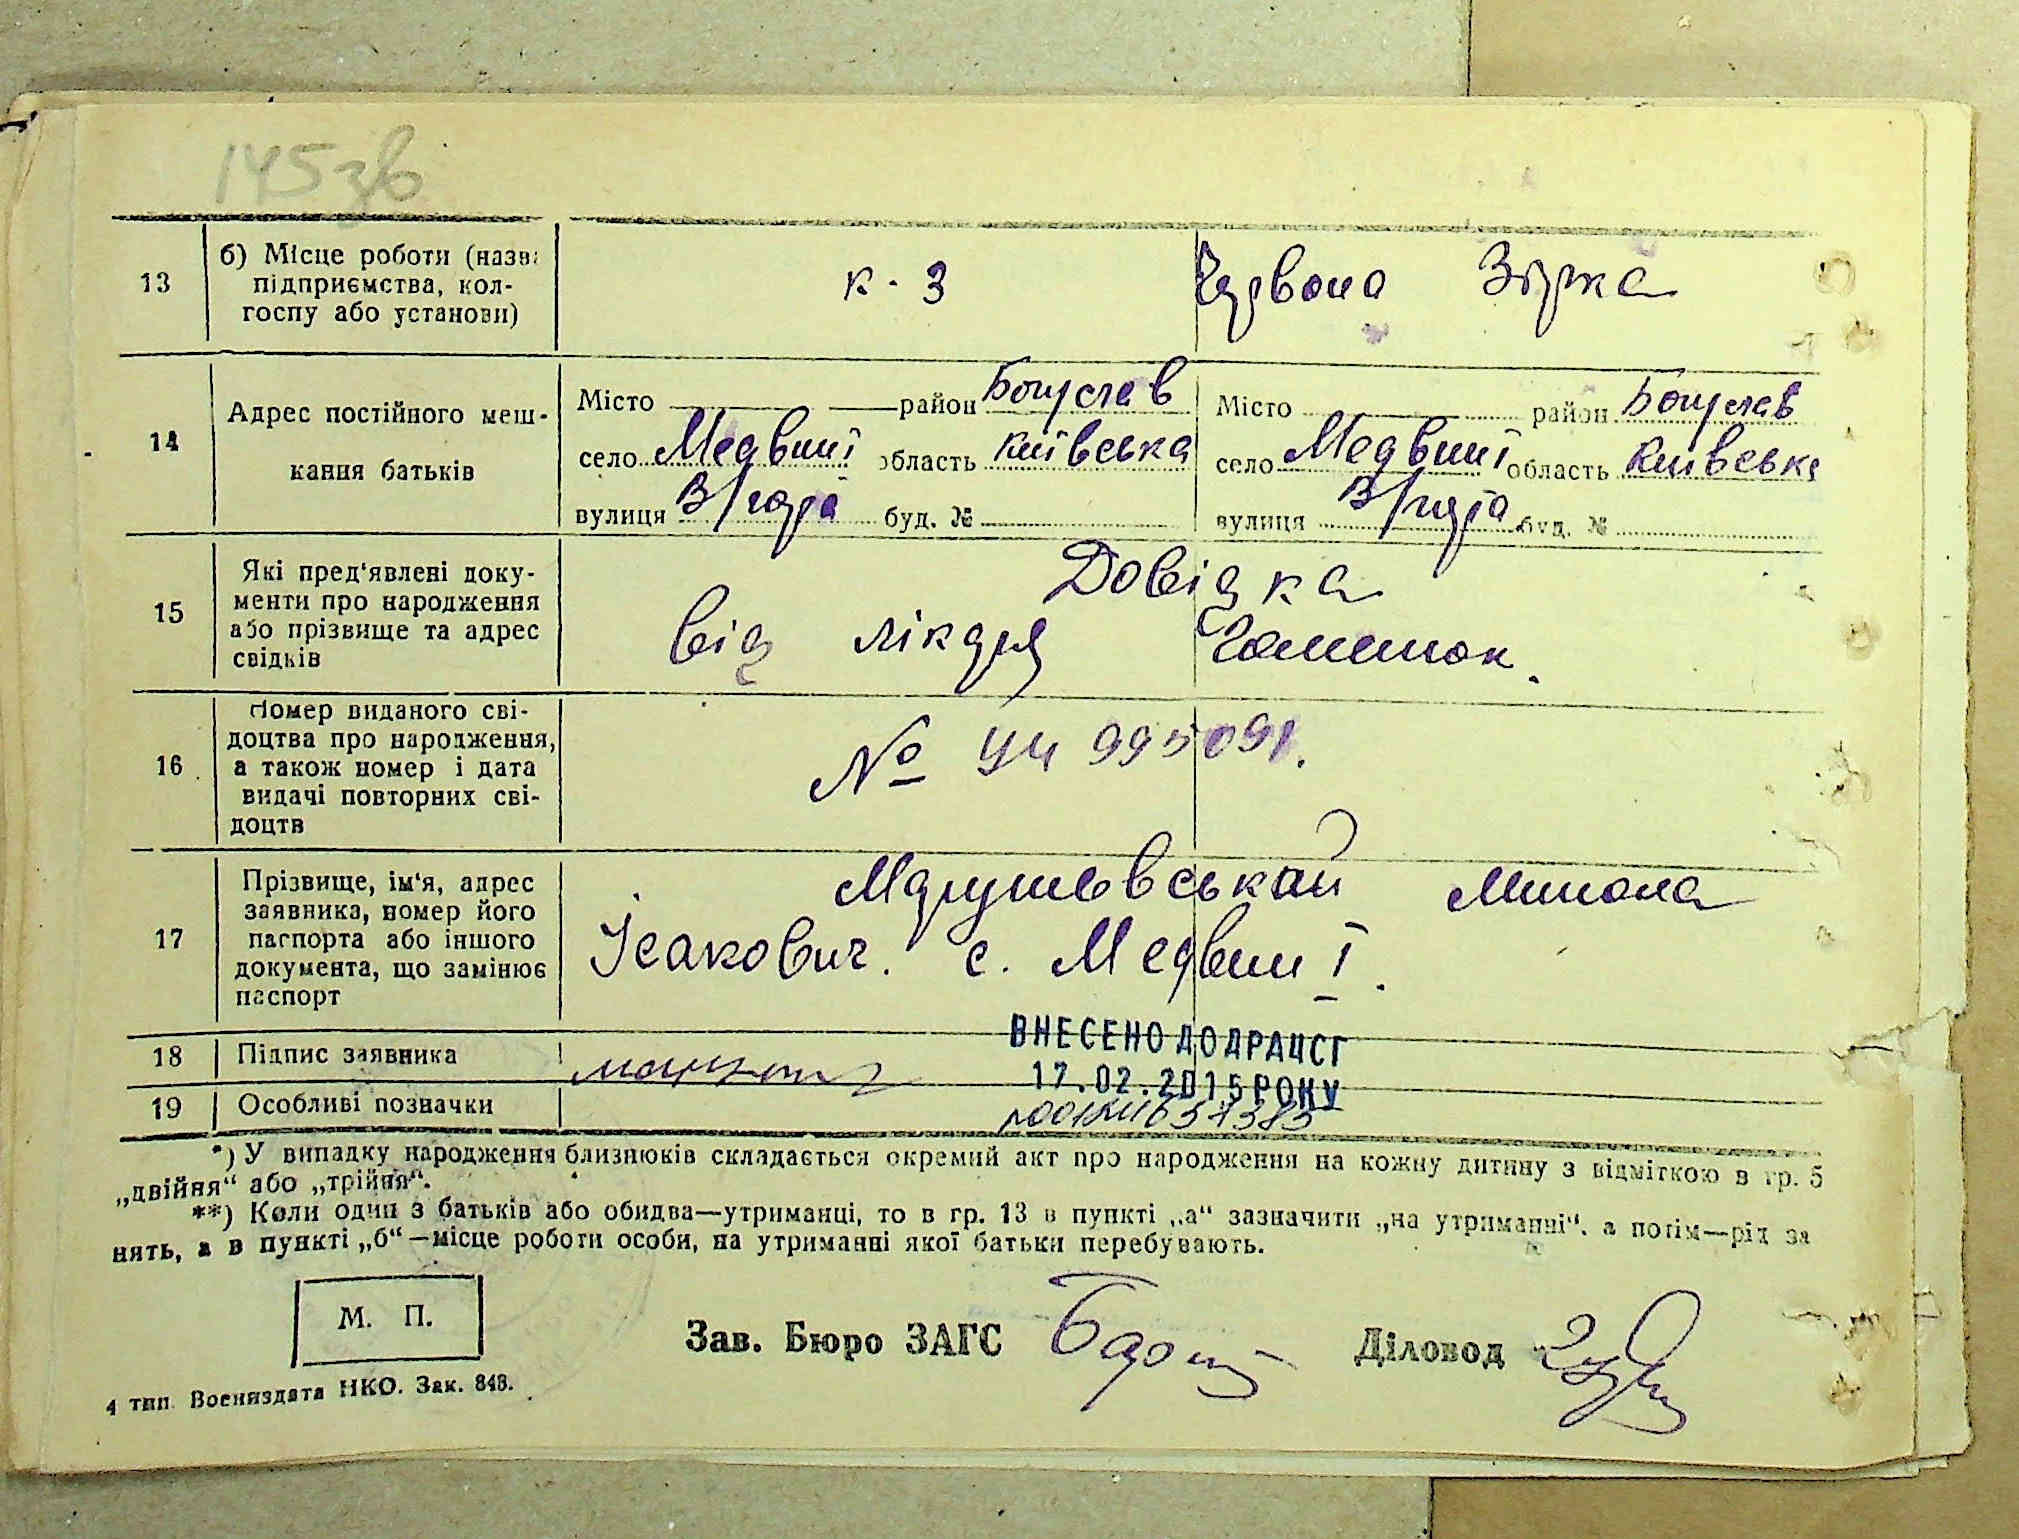 145зв
13
б) Місце роботи (назва
підприємства, кол-
госпу або установи)
к-з
Червона Зірка
14
Адрес постійного меш-
кання батьків
Місто район Богуслав
село Медвин І область Київська
вулиця буд. №
Місто район Богуслав
село Медвин І область Київська
вулиця буд. №
15
Які пред'явлені доку-
менти про народження
або прізвище та адрес
свідків
Довідка
від лікаря
16
Номер виданого сві-
доцтва про народження,
а також номер і дата
видачі повторних сві-
доцтв
№ УЧ 995091.
17
Прізвище, ім'я, адрес
заявника, номер його
паспорта або іншого
документа, що замінює
паспорт
Марушевський Микола
Ісакович. с. Медвин І.
18
Підпис заявника
ВНЕСЕНО ДО ДРАЦСГ
17.02.2015 РОКУ
19
Особливі позначки
*) У випадку народження близнюків складається окремий акт про народження на кожну дитину з відміткою в гр. 5
„двійня“ або „трійня“.
**) Коли один з батьків або обидва—утриманці, то в гр. 13 в пункті „а“ зазначити „на утриманні“, а потім—рід за
нять, а в пункті „б“—місце роботи особи, на утриманні якої батьки перебувають.
М. П.
Зав. Бюро ЗАГС
Діловод
4 тип. Воениздата НКО. Зак. 848.